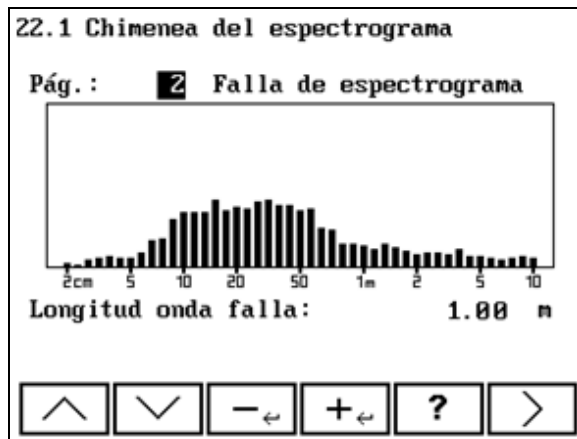 22.1 Chimenea del espectrograma
Pág.: 2 Falla de espectrograma
2cm 5 10 20 50 1m 2 5 10
Longitud onda falla: 1.00 m
− + ? >